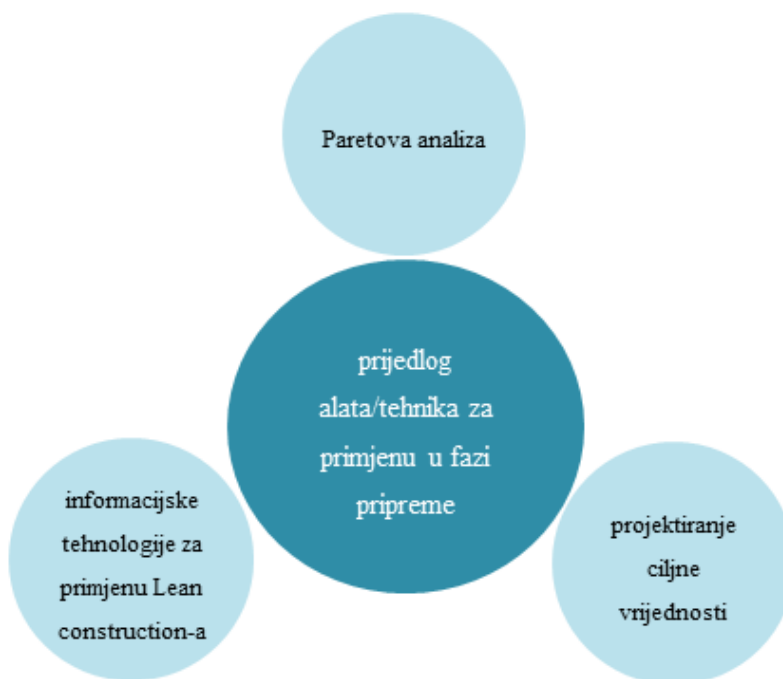 Paretova analiza
prijedlog
alata/tehnika za
primjenu u fazi
pripreme
informacijske
tehnologije za
primjenu Lean
construction-a
projektiranje
ciljne
vrijednosti